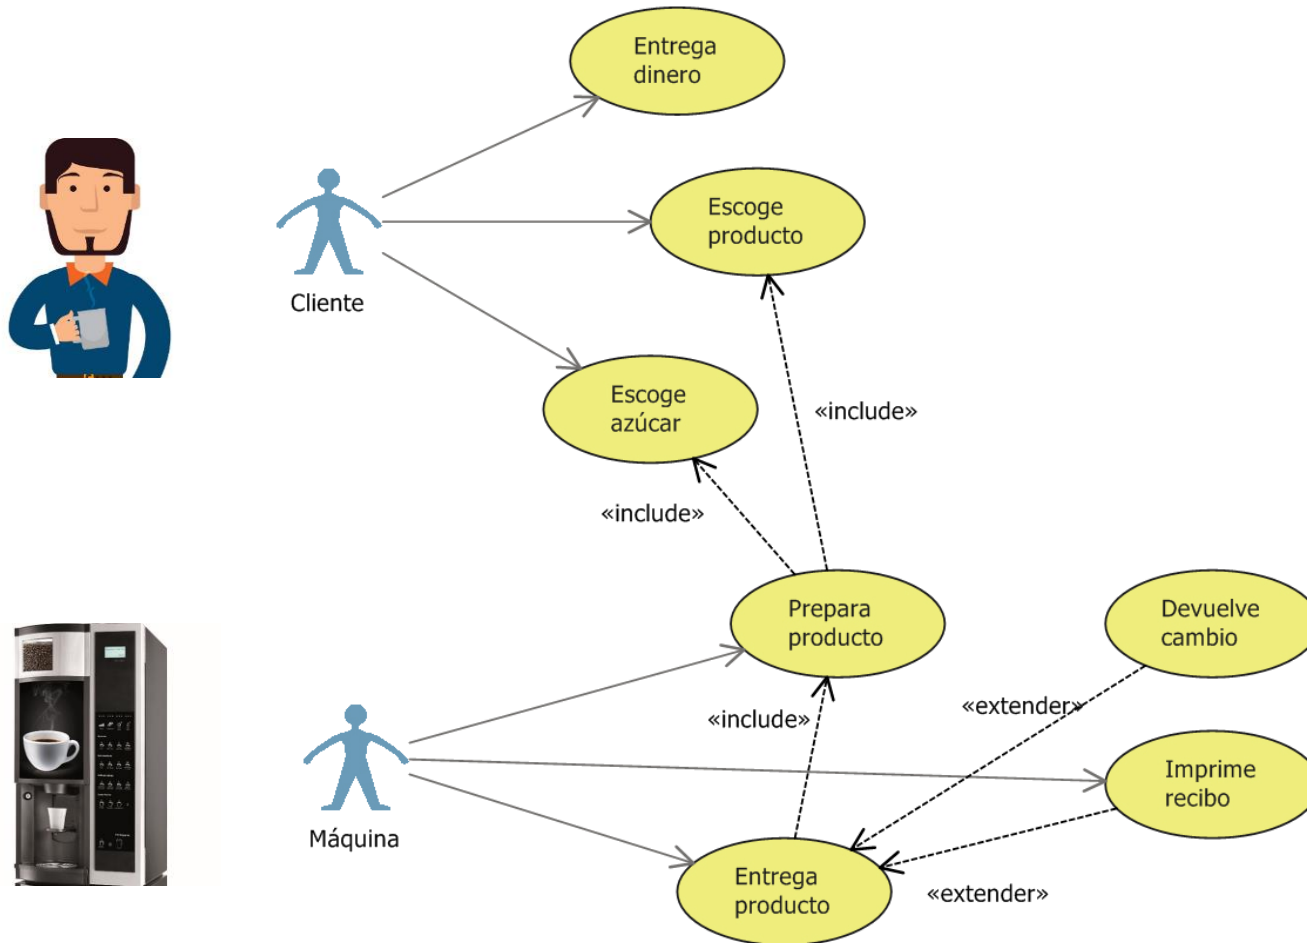 Entrega
dinero
Escoge
producto
Cliente
Escoge
azúcar
«include»
«include»
Prepara
producto
Devuelve
cambio
«include»
«extender»
Imprime
recibo
Máquina
Entrega
producto
«extender»